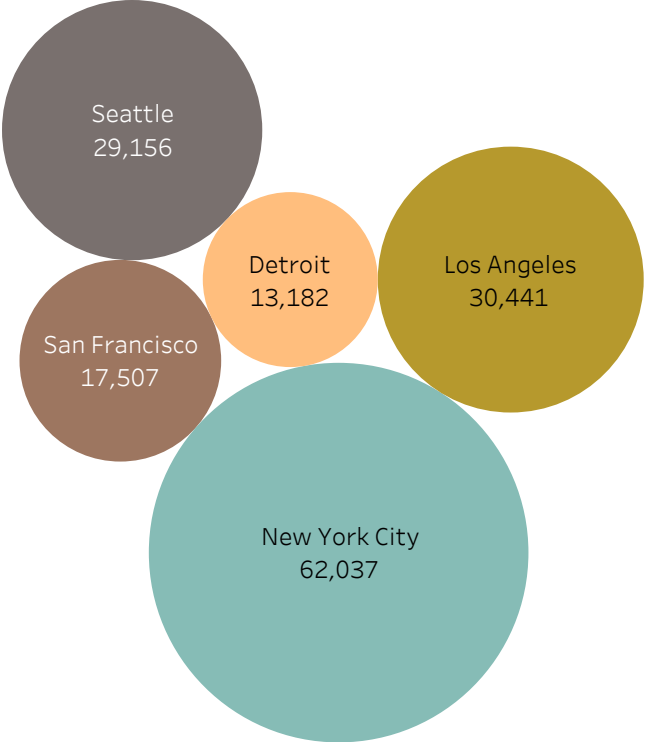 Seattle
29,156
Detroit
13,182
Los Angeles
30,441
San Francisco
17,507
New York City
62,037